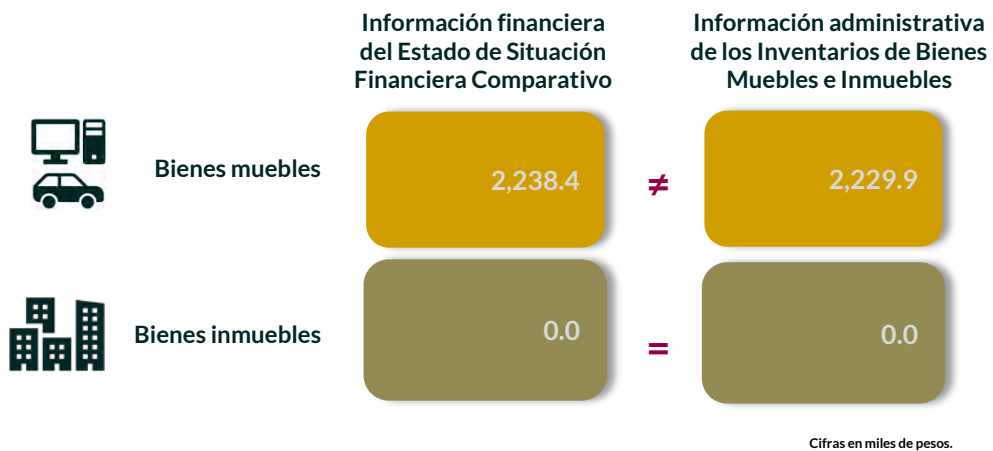 Información financiera
del Estado de Situación
Financiera Comparativo
Información administrativa
de los Inventarios de Bienes
Muebles e Inmuebles
Bienes muebles
2,238.4
≠
2,229.9
Bienes inmuebles
0.0
=
0.0
Cifras en miles de pesos.